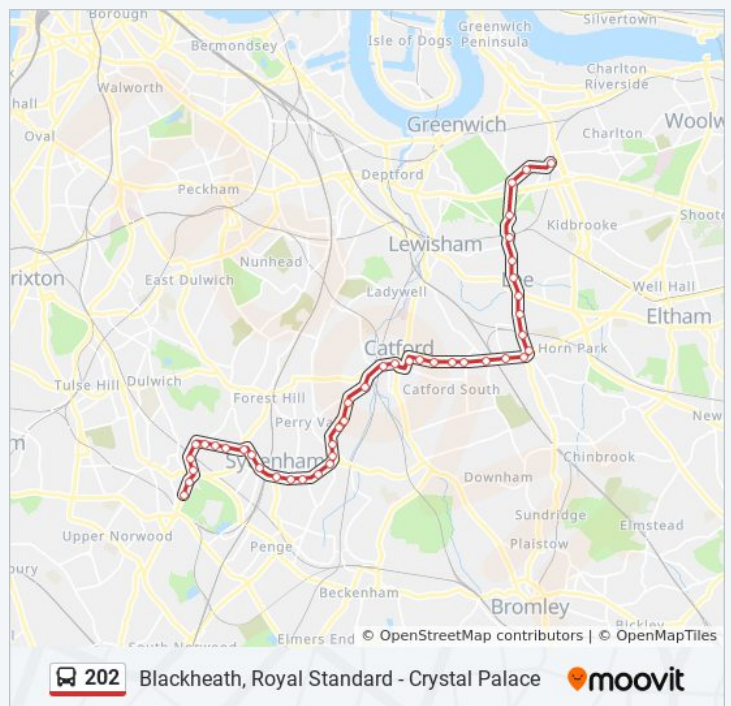 Borough
Silvertown
Bermondsey
Isle of Dogs
Greenwich
Peninsula
Walworth
Charlton
Riverside
hall
Oval
Greenwich
Charlton
Woolw
Deptford
Peckham
Shoote
Kidbrooke
Lewisham
Nunhead
rixton
East Dulwich
Ladywell
Lee
Well Hall
Eltham
Catford
Horn Park
Tulse Hill
Dulwich
Catford South
Forest Hill
New
Perry Va
m
Sydenham
Chinbrook
Downham
Sundridge
Elmstead
Upper Norwood
Plaistow
Penge
bury
Beckenham
Bromley
Bickley
Elmers End
South Norwood
© OpenStreetMap contributors | © OpenMapTiles
202 Blackheath, Royal Standard - Crystal Palace
moovit